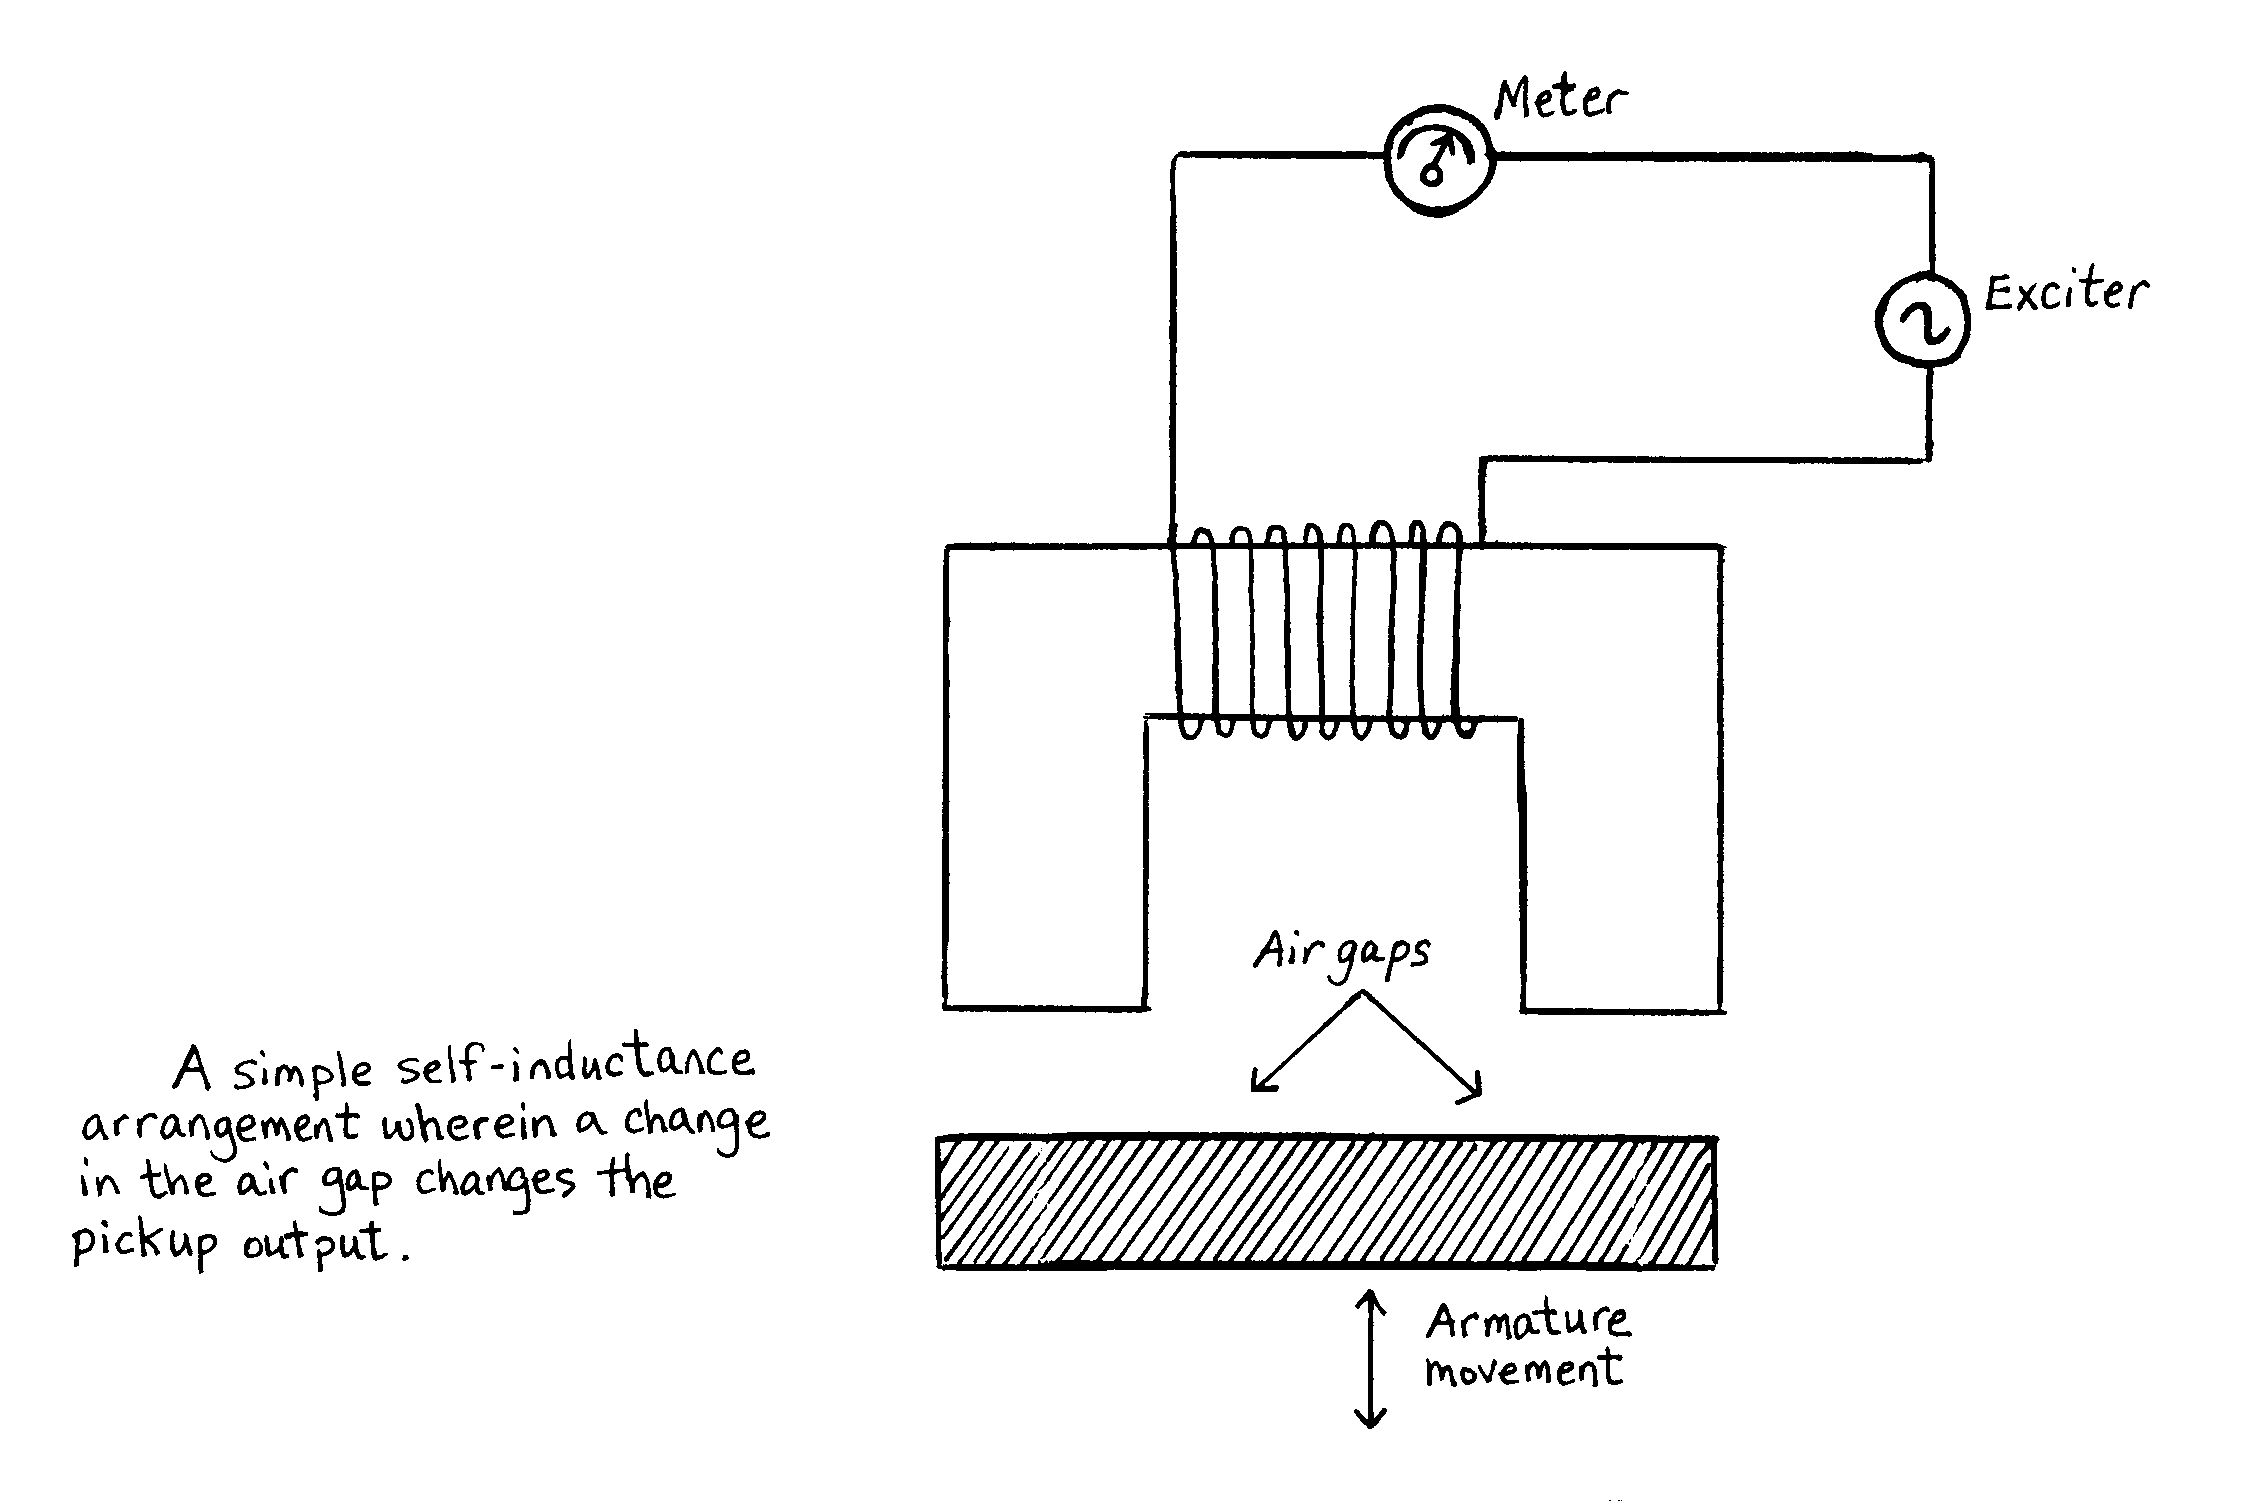 Meter
Exciter
Air gaps
A simple self-inductance
arrangement wherein a change
in the air gap changes the
pickup output.
Armature
movement